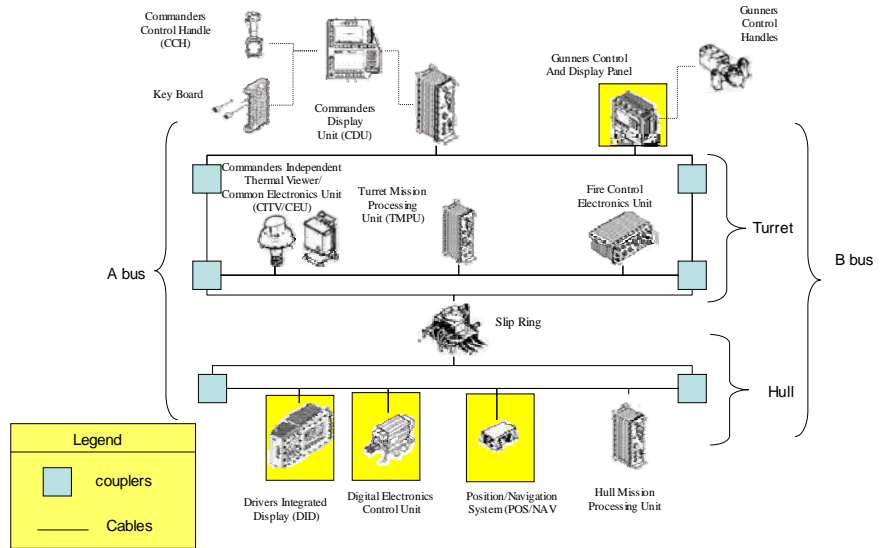 Commanders
Control Handle
(CCH)
Gunners
Control
Handles
Gunners Control
And Display Panel
Key Board
Commanders
Display
Unit (CDU)
Commanders Independent
Thermal Viewer/
Common Electronics Unit
(CITV/CEU)
Turret Mission
Processing
Unit (TMPU)
Fire Control
Electronics Unit
Turret
A bus
B bus
Slip Ring
Hull
Legend
couplers
Cables
Drivers Integrated
Display (DID)
Digital Electronics
Control Unit
Position/Navigation
System (POS/NAV
Hull Mission
Processing Unit